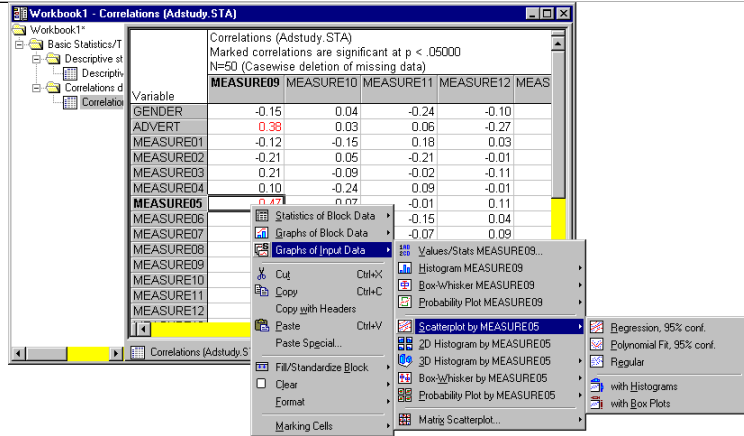 Workbook1 - Correlations (Adstudy.STA)
Workbook1*
Basic Statistics/T
Descriptive st
Descriptiv
Correlations d
Correlation
Correlations (Adstudy.STA)
Marked correlations are significant at p < .05000
N=50 (Casewise deletion of missing data)
Variable MEASURE09 MEASURE10 MEASURE11 MEASURE12 MEAS
GENDER -0.15 0.04 -0.24 -0.10
ADVERT 0.38 0.03 0.06 -0.27
MEASURE01 -0.12 -0.15 0.18 0.03
MEASURE02 -0.21 0.05 -0.21 -0.01
MEASURE03 0.21 -0.09 -0.02 -0.11
MEASURE04 0.10 -0.24 0.09 -0.01
MEASURE05 0.47 0.07 -0.01 0.11
MEASURE06 -0.15 0.04
MEASURE07 -0.07 0.09
MEASURE08
MEASURE09
MEASURE10
MEASURE11
MEASURE12
Correlations (Adstudy.S
Statistics of Block Data
Graphs of Block Data
Graphs of Input Data
Cut Ctrl+X
Copy Ctrl+C
Copy with Headers
Paste Ctrl+V
Paste Special...
Fill/Standardize Block
Clear
Format
Marking Cells
Values/Stats MEASURE09...
Histogram MEASURE09
Box-Whisker MEASURE09
Probability Plot MEASURE09
Scatterplot by MEASURE05
2D Histogram by MEASURE05
3D Histogram by MEASURE05
Box-Whisker by MEASURE05
Probability Plot by MEASURE05
Matrix Scatterplot...
Regression, 95% conf.
Polynomial Fit, 95% conf.
Regular
with Histograms
with Box Plots